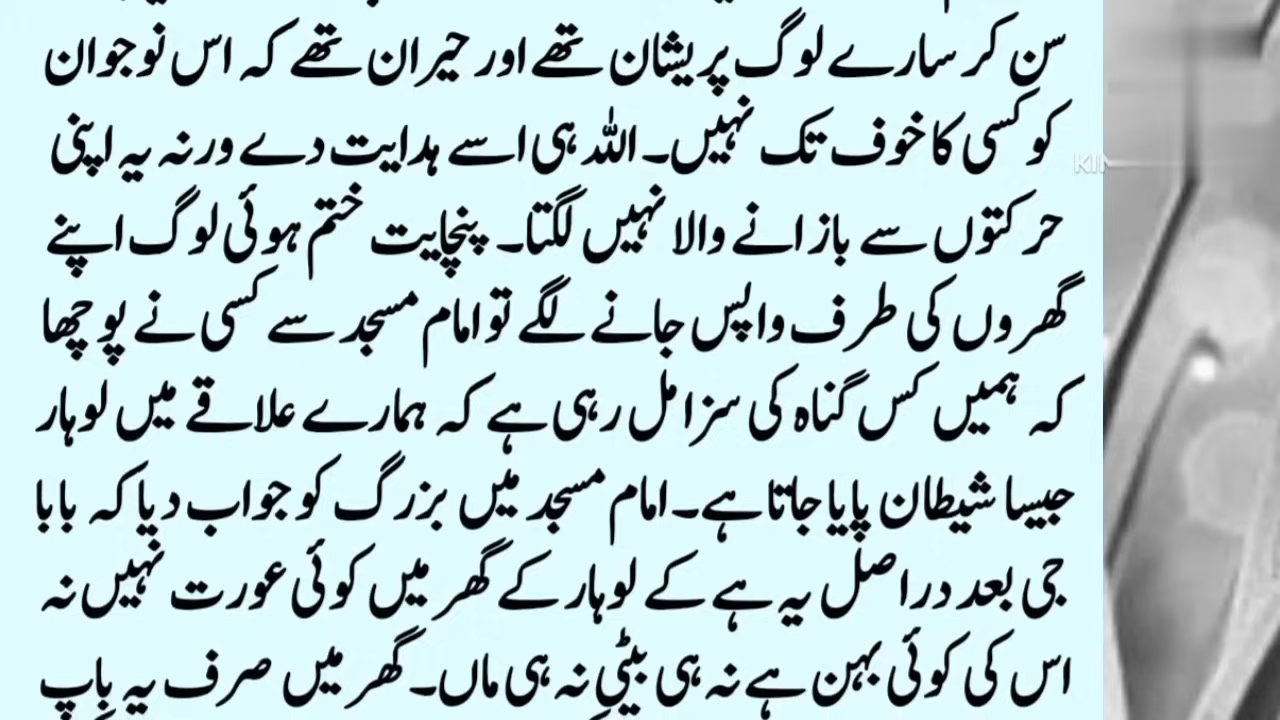 سن کر سارے لوگ پریشان تھے اور حیران تھے کہ اس نوجوان
کو کسی کا خوف تک نہیں۔ اللہ ہی اسے ہدایت دے ورنہ یہ اپنی
حرکتوں سے باز انے والا نہیں لگتا۔ پنچایت ختم ہوئی لوگ اپنے
گھروں کی طرف واپس جانے لگے تو امام مسجد سے کسی نے پوچھا
کہ ہمیں کس گناہ کی سزا مل رہی ہے کہ ہمارے علاقے میں لوہار
جیسا شیطان پایا جاتا ہے۔ امام مسجد میں بزرگ کو جواب دیا کہ بابا
جی بعد دراصل یہ ہے کے لوہار کے گھر میں کوئی عورت نہیں نہ
اس کی کوئی بہن ہے نہ ہی بیٹی نہ ہی ماں۔ گھر میں صرف یہ باپ